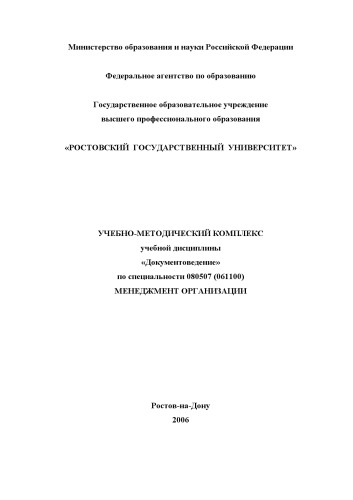 Министерство образования и науки Российской Федерации
Федеральное агентство по образованию
Государственное образовательное учреждение
высшего профессионального образования
«РОСТОВСКИЙ ГОСУДАРСТВЕННЫЙ УНИВЕРСИТЕТ»
УЧЕБНО-МЕТОДИЧЕСКИЙ КОМПЛЕКС
учебной дисциплины
«Документоведение»
по специальности 080507 (061100)
МЕНЕДЖМЕНТ ОРГАНИЗАЦИИ
Ростов-на-Дону
2006